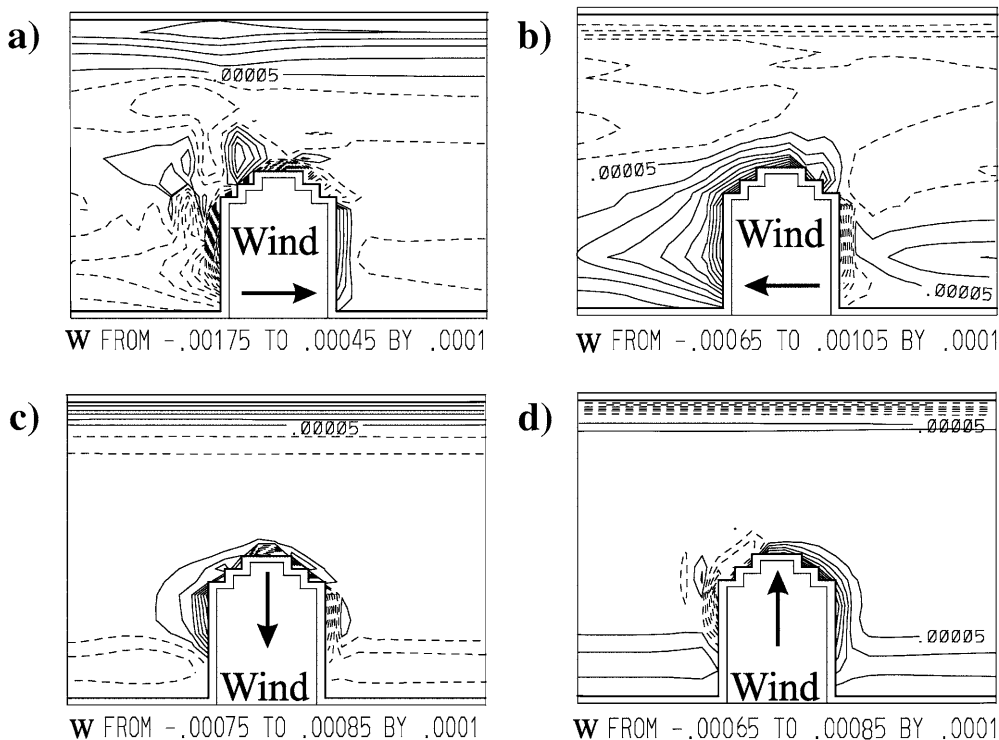 a)
.00005
Wind
W FROM -.00175 TO .00045 BY .0001
b)
.00005
Wind
.00005
W FROM -.00065 TO .00105 BY .0001
c)
.00005
Wind
W FROM -.00075 TO .00085 BY .0001
d)
.00005
.00005
Wind
W FROM -.00065 TO .00085 BY .0001